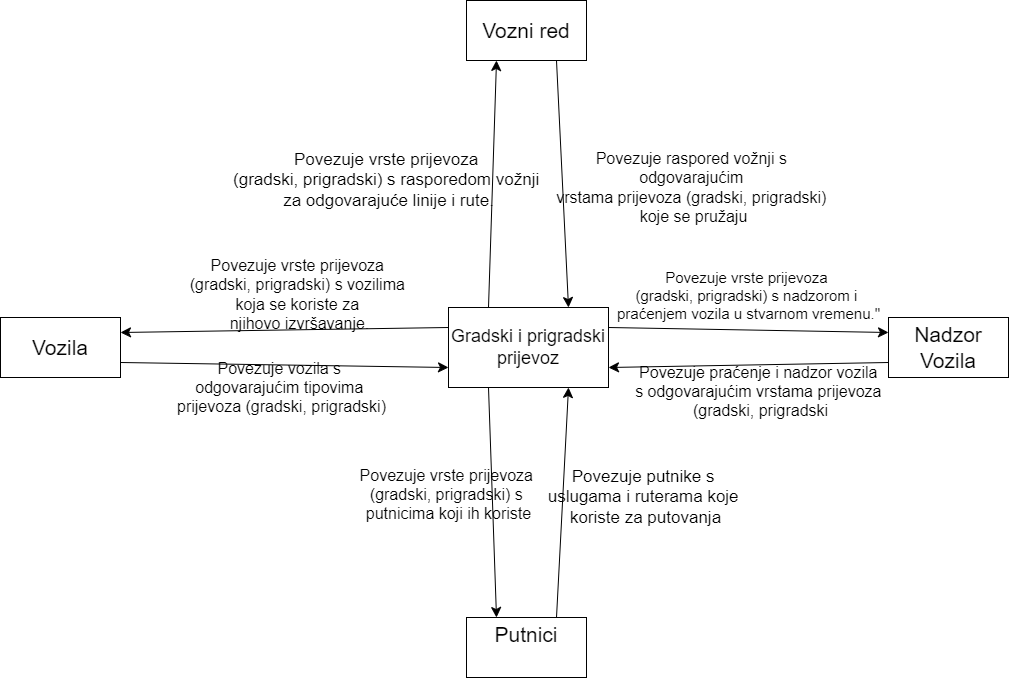 Vozni red
Povezuje vrste prijevoza
(gradski, prigradski) s rasporedom vožnji
za odgovarajuće linije i rute.
Povezuje raspored vožnji s
odgovarajućim
vrstama prijevoza (gradski, prigradski)
koje se pružaju
Povezuje vrste prijevoza
(gradski, prigradski) s vozilima
koja se koriste za
njihovo izvršavanje.
Povezuje vrste prijevoza
(gradski, prigradski) s nadzorom i
praćenjem vozila u stvarnom vremenu."
Vozila
Gradski i prigradski
prijevoz
Nadzor
Vozila
Povezuje vozila s
odgovarajućim tipovima
prijevoza (gradski, prigradski)
Povezuje praćenje i nadzor vozila
s odgovarajućim vrstama prijevoza
(gradski, prigradski
Povezuje vrste prijevoza
(gradski, prigradski) s
putnicima koji ih koriste
Povezuje putnike s
uslugama i ruterama koje
koriste za putovanja
Putnici